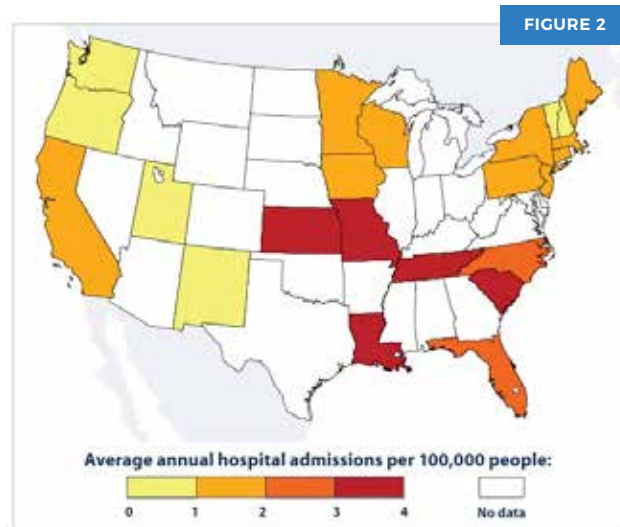 FIGURE 2
Average annual hospital admissions per 100,000 people:
0 1 2 3 4 No data